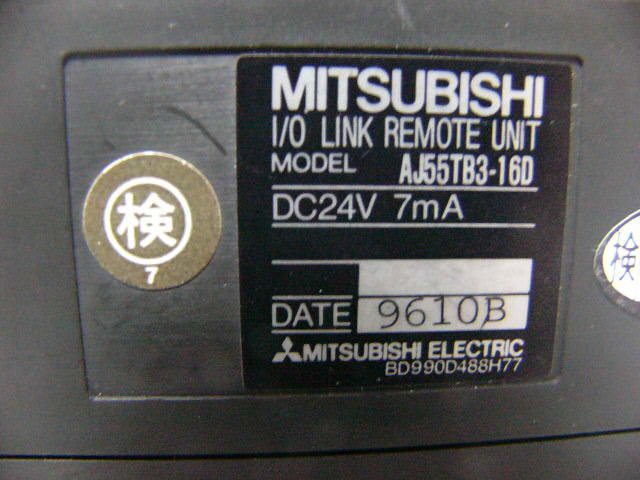 MITSUBISHI
I/O LINK REMOTE UNIT
MODEL AJ55TB3-16D
DC24V 7mA
DATE 9610B
MITSUBISHI ELECTRIC
BD990D488H77
検
7
検